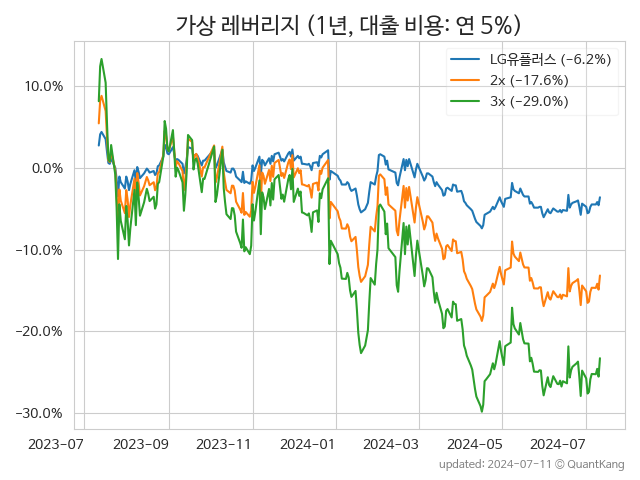 가상 레버리지 (1년, 대출 비용: 연 5%)
LG유플러스 (−6.2%)
2x (−17.6%)
3x (−29.0%)
10.0%
0.0%
−10.0%
−20.0%
−30.0%
2023-07 2023-09 2023-11 2024-01 2024-03 2024-05 2024-07
updated: 2024-07-11 © QuantKang